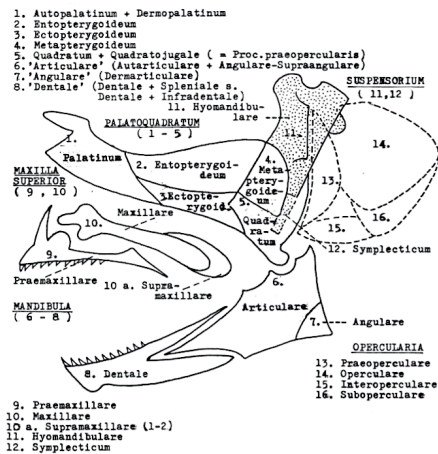 1. Autopalatinum + Dermopalatinum
2. Entopterygoideum
3. Ectopterygoideum
4. Metapterygoideum
5. Quadratum + Quadratojugale ( = Proc.praeopercularis)
6.'Articulare' (Autarticulare + Angulare-Supraangulare)
7.'Angulare' (Dermarticulare)
8.'Dentale' (Dentale + Spleniale s.
Dentale + Infradentale)
11. Hyomandibu-
lare
SUSPENSORIUM
( 11,12 )
PALATOQUADRATUM
( 1 - 5 )
1.
Palatinum
2. Entopterygoi-
deum
11.
14.
4.
Meta-
ptery-
goide-
um
MAXILLA
SUPERIOR
( 9 , 10 )
3.Ectopte-
rygoid.
13.
5.
Quad-
ra-
tum
16.
15.
Maxillare
10.
12. Symplecticum
9.
Praemaxillare
10 a. Supra-
maxillare
6.
MANDIBULA
( 6 - 8 )
Articulare
7. --- Angulare
8. Dentale
OPERCULARIA
13. Praeoperculare
14. Operculare
15. Interoperculare
16. Suboperculare
9. Praemaxillare
10. Maxillare
10 a. Supramaxillare (1-2)
11. Hyomandibulare
12. Symplecticum